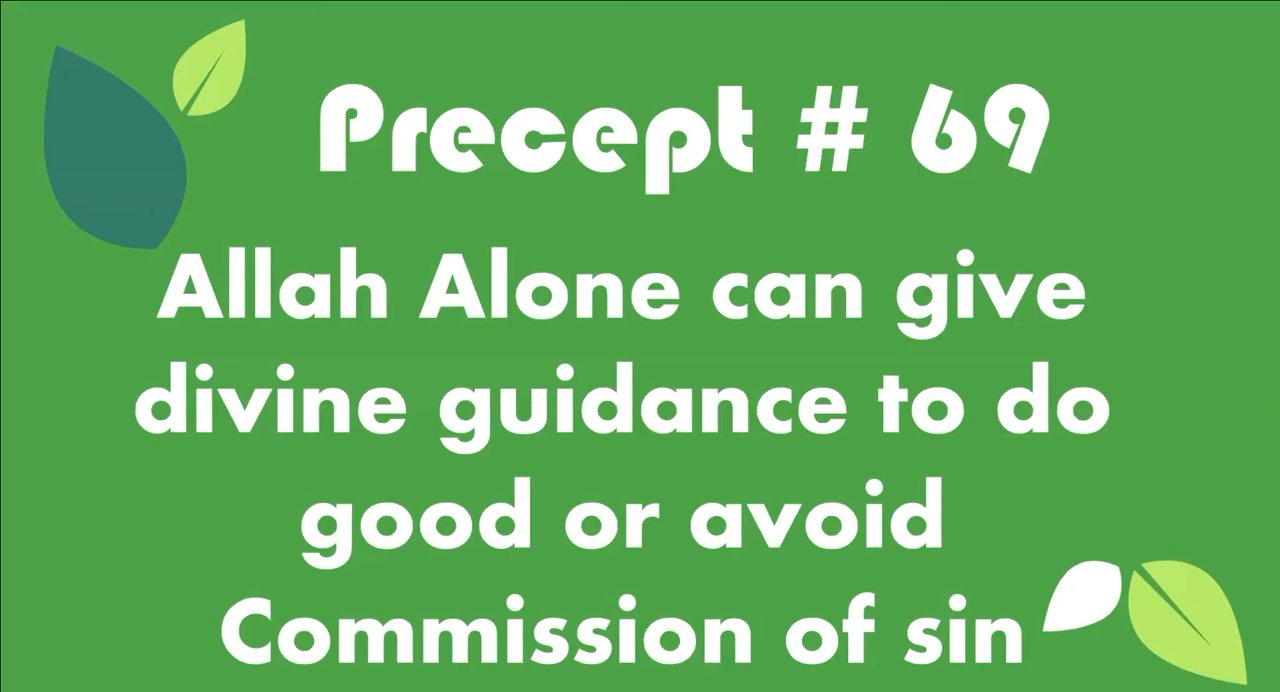 Precept # 69
Allah Alone can give
divine guidance to do
good or avoid
Commission of sin